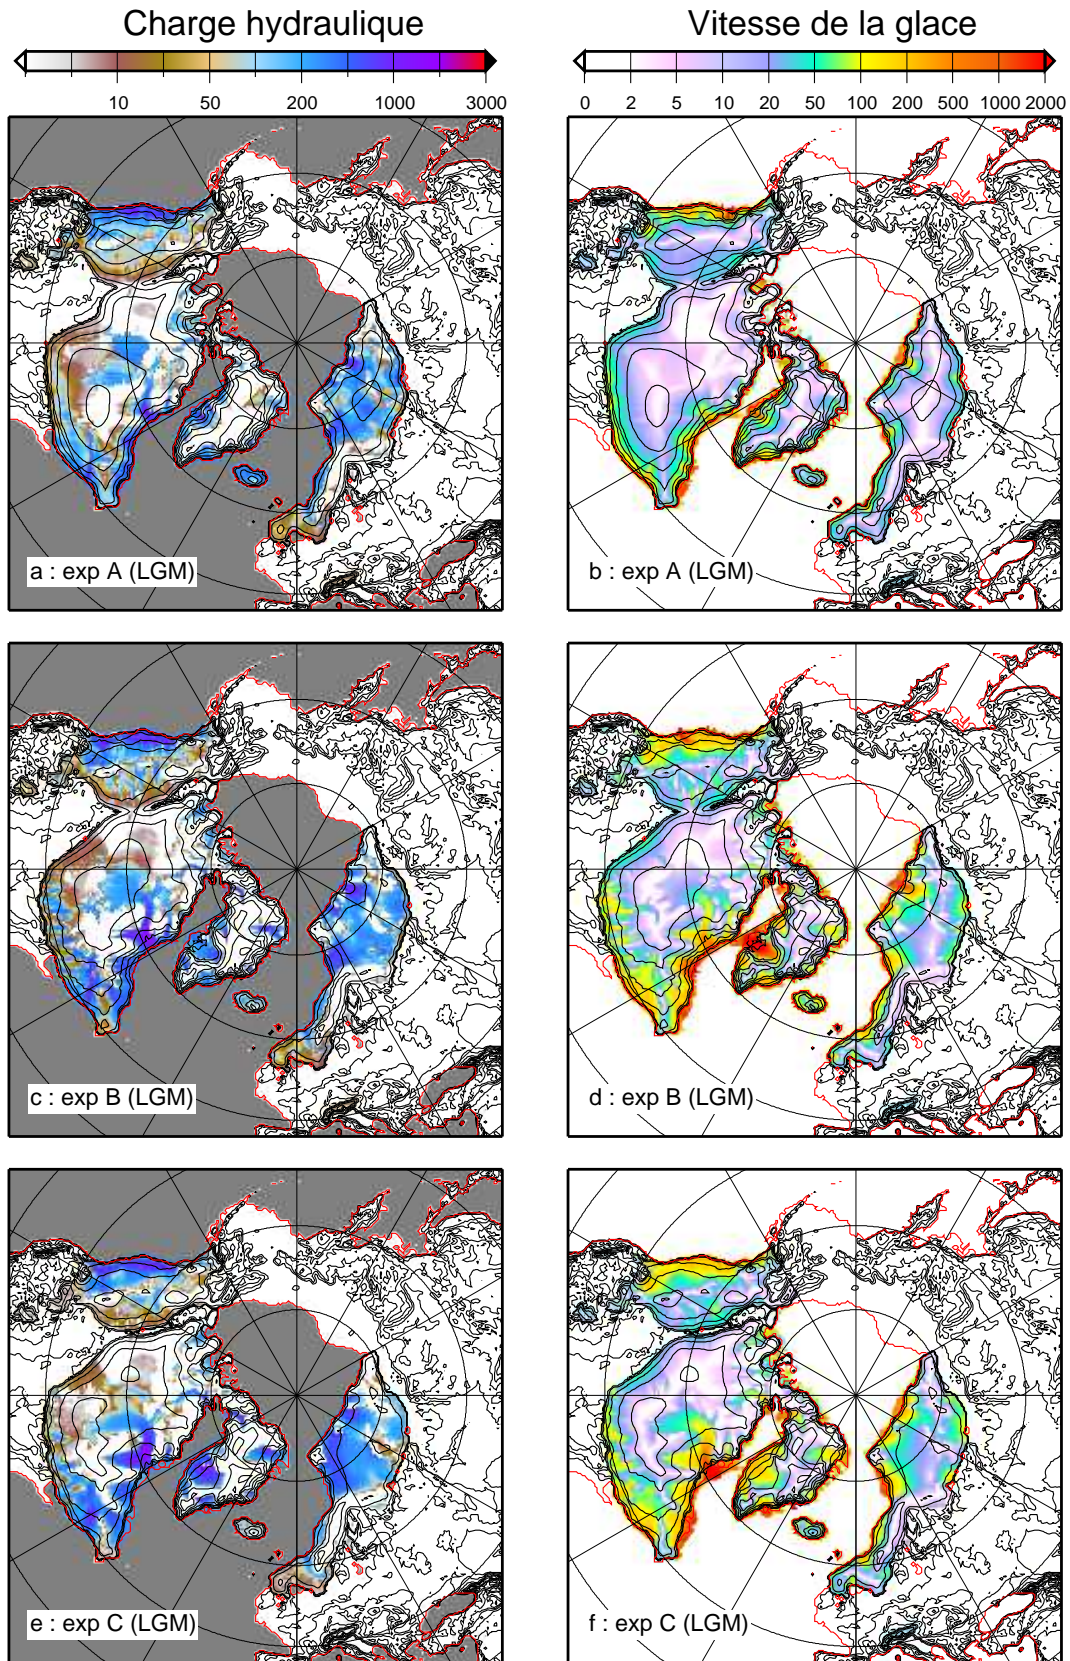 Charge hydraulique
Vitesse de la glace
10 50 200 1000 3000
0 2 5 10 20 50 100 200 500 1000 2000
a : exp A (LGM)
b : exp A (LGM)
c : exp B (LGM)
d : exp B (LGM)
e : exp C (LGM)
f : exp C (LGM)